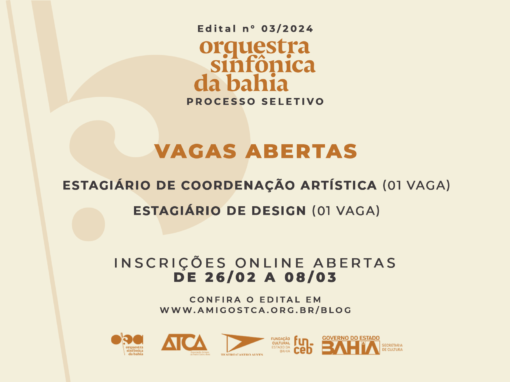 Edital nº 03/2024
orquestra
sinfônica
da bahia
PROCESSO SELETIVO
VAGAS ABERTAS
ESTAGIÁRIO DE COORDENAÇÃO ARTÍSTICA (01 VAGA)
ESTAGIÁRIO DE DESIGN (01 VAGA)
INSCRIÇÕES ONLINE ABERTAS
DE 26/02 A 08/03
CONFIRA O EDITAL EM
WWW.AMIGOSTCA.ORG.BR/BLOG
ATCA
fun
ceb
GOVERNO DO ESTADO
BAHIA